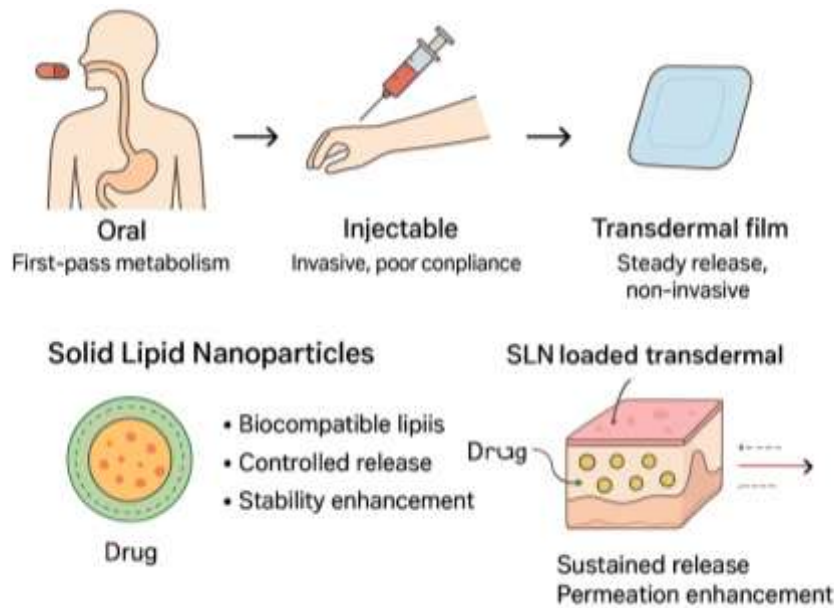 Oral
First-pass metabolism
Injectable
Invasive, poor conpliance
Transdermal film
Steady release,
non-invasive
Solid Lipid Nanoparticles
• Biocompatible lipiis
• Controlled release
• Stability enhancement
Drug
SLN loaded transdermal
Drug
Sustained release
Permeation enhancement